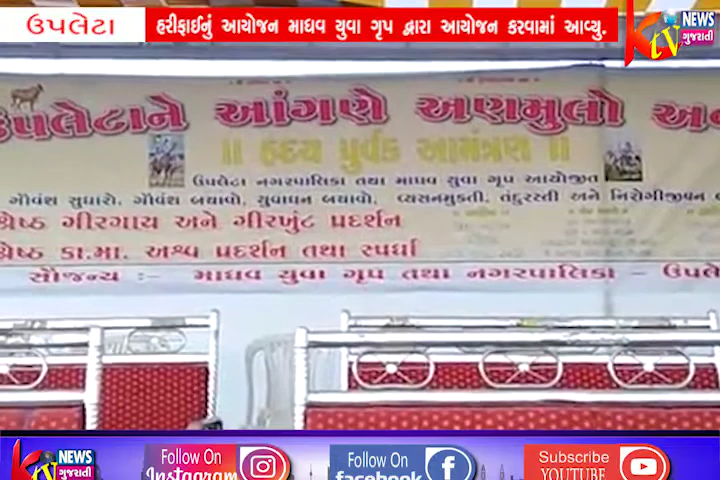 ઉપલેટા
હરીફાઈનું આયોજન માધવ યુવા ગૃપ દ્વારા આયોજન કરવામાં આવ્યુ.
KTV NEWS
ગુજરાતી
ઉપલેટાને આંગણે અણમુલો
॥ હૃદય પુર્વક આમંત્રણ ॥
ઉપલેટા નગરપાલિકા તથા માધવ યુવા ગૃપ આયોજીત
ગૌવંશ સુધારો, ગૌવંશ બચાવો, યુવાધન બચાવો, વ્યસનમુક્તી, તંદુરસ્તી અને નિરોગીજીવન
શ્રેષ્ઠ ગીરગાય અને ગીરખુંટ પ્રદર્શન
શ્રેષ્ઠ કા.મા. અશ્વ પ્રદર્શન તથા સ્પર્ધા
સૌજન્ય :- માધવ યુવા ગૃપ તથા નગરપાલિકા - ઉપલે
KTV NEWS
ગુજરાતી
Follow On
Instagram
Follow On
facebook
Subscribe
YOUTUBE